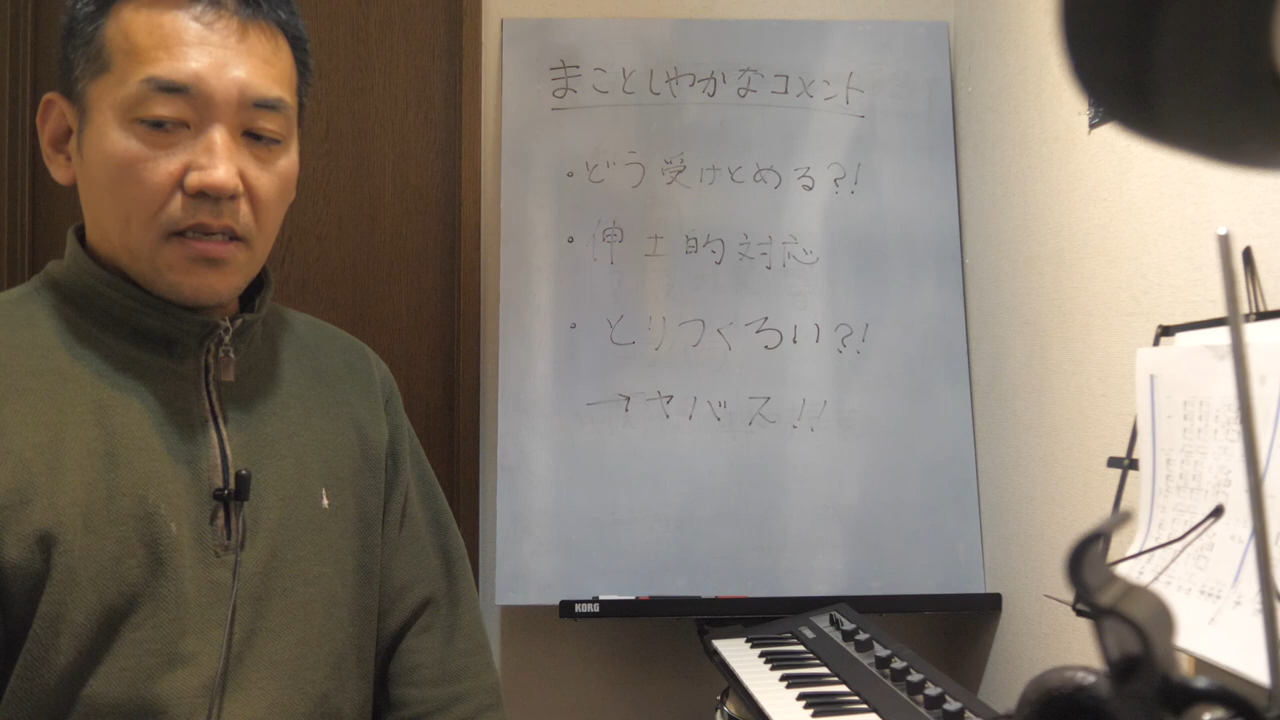 まことしやかなコメント
・どう受けとめる?!
・伸士的対応
・とりつくろい?!
→ヤバス!!
KORG